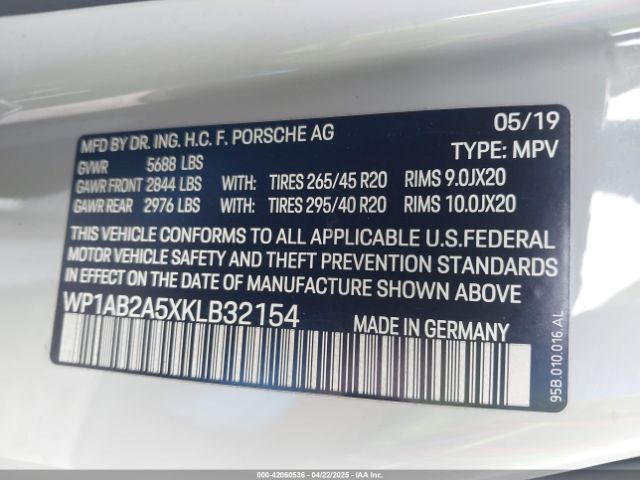 MFD BY DR. ING. H.C. F. PORSCHE AG 05/19
GVWR 5688 LBS TYPE: MPV
GAWR FRONT 2844 LBS WITH: TIRES 265/45 R20 RIMS 9.0JX20
GAWR REAR 2976 LBS WITH: TIRES 295/40 R20 RIMS 10.0JX20
THIS VEHICLE CONFORMS TO ALL APPLICABLE U.S.FEDERAL
MOTOR VEHICLE SAFETY AND THEFT PREVENTION STANDARDS
IN EFFECT ON THE DATE OF MANUFACTURE SHOWN ABOVE
WP1AB2A5XKLB32154 MADE IN GERMANY
95B.010.016 AL
000-42060536 - 04/22/2025 - IAAI.COM